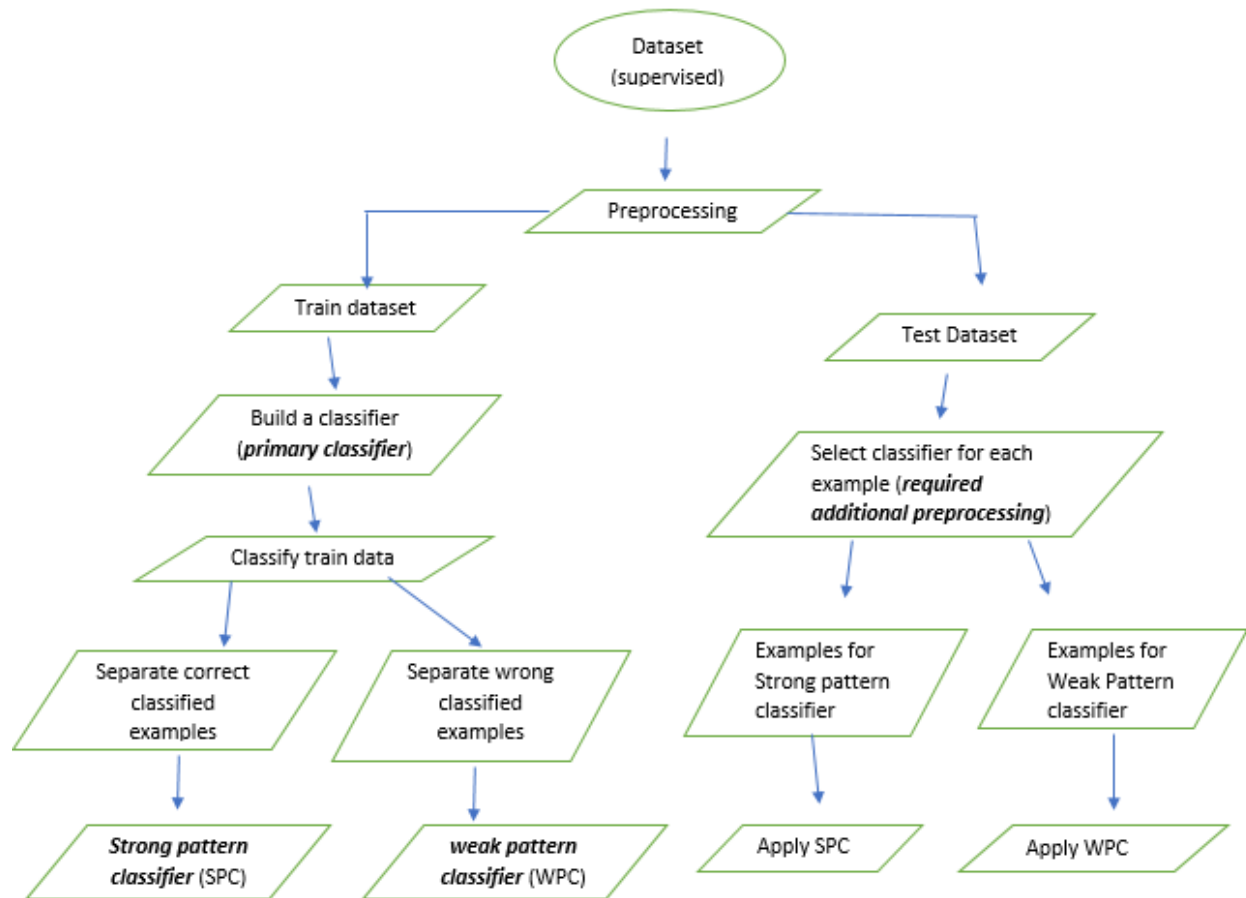 Dataset
(supervised)
Preprocessing
Train dataset
Test Dataset
Build a classifier
(primary classifier)
Select classifier for each
example (required
additional preprocessing)
Classify train data
Separate correct
classified
examples
Separate wrong
classified
examples
Examples for
Strong pattern
classifier
Examples for
Weak Pattern
classifier
Strong pattern
classifier (SPC)
weak pattern
classifier (WPC)
Apply SPC
Apply WPC